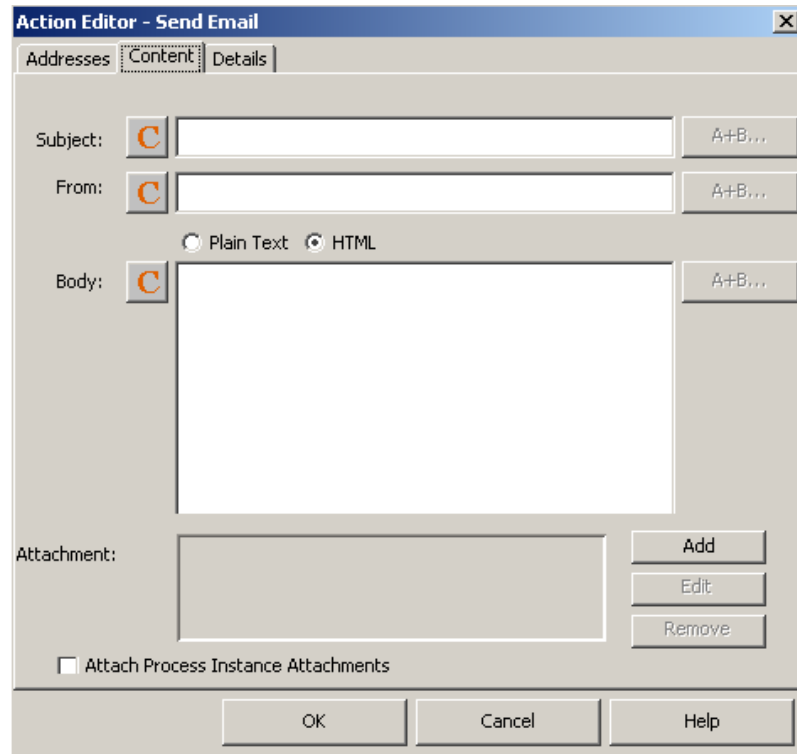 Action Editor - Send Email
Addresses Content Details
Subject: C A+B...
From: C A+B...
Plain Text HTML
Body: C A+B...
Attachment: Add
Edit
Remove
Attach Process Instance Attachments
OK Cancel Help